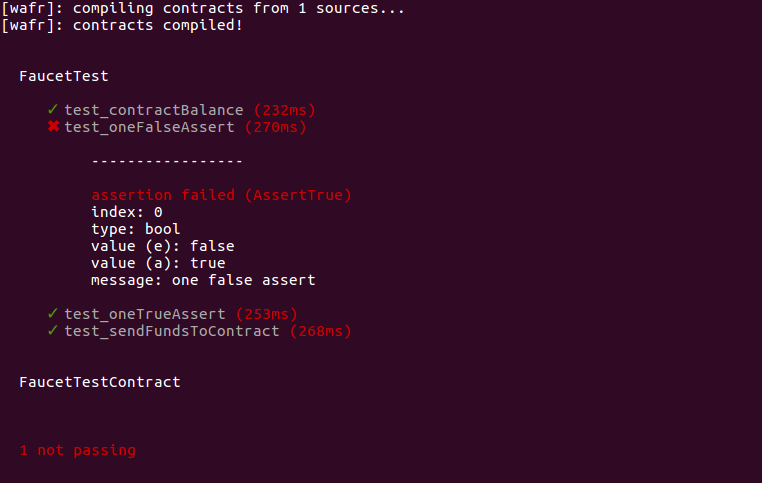 [wafr]: compiling contracts from 1 sources...
[wafr]: contracts compiled!
FaucetTest
✓ test_contractBalance (232ms)
✖ test_oneFalseAssert (270ms)
-----------------
assertion failed (AssertTrue)
index: 0
type: bool
value (e): false
value (a): true
message: one false assert
✓ test_oneTrueAssert (253ms)
✓ test_sendFundsToContract (268ms)
FaucetTestContract
1 not passing